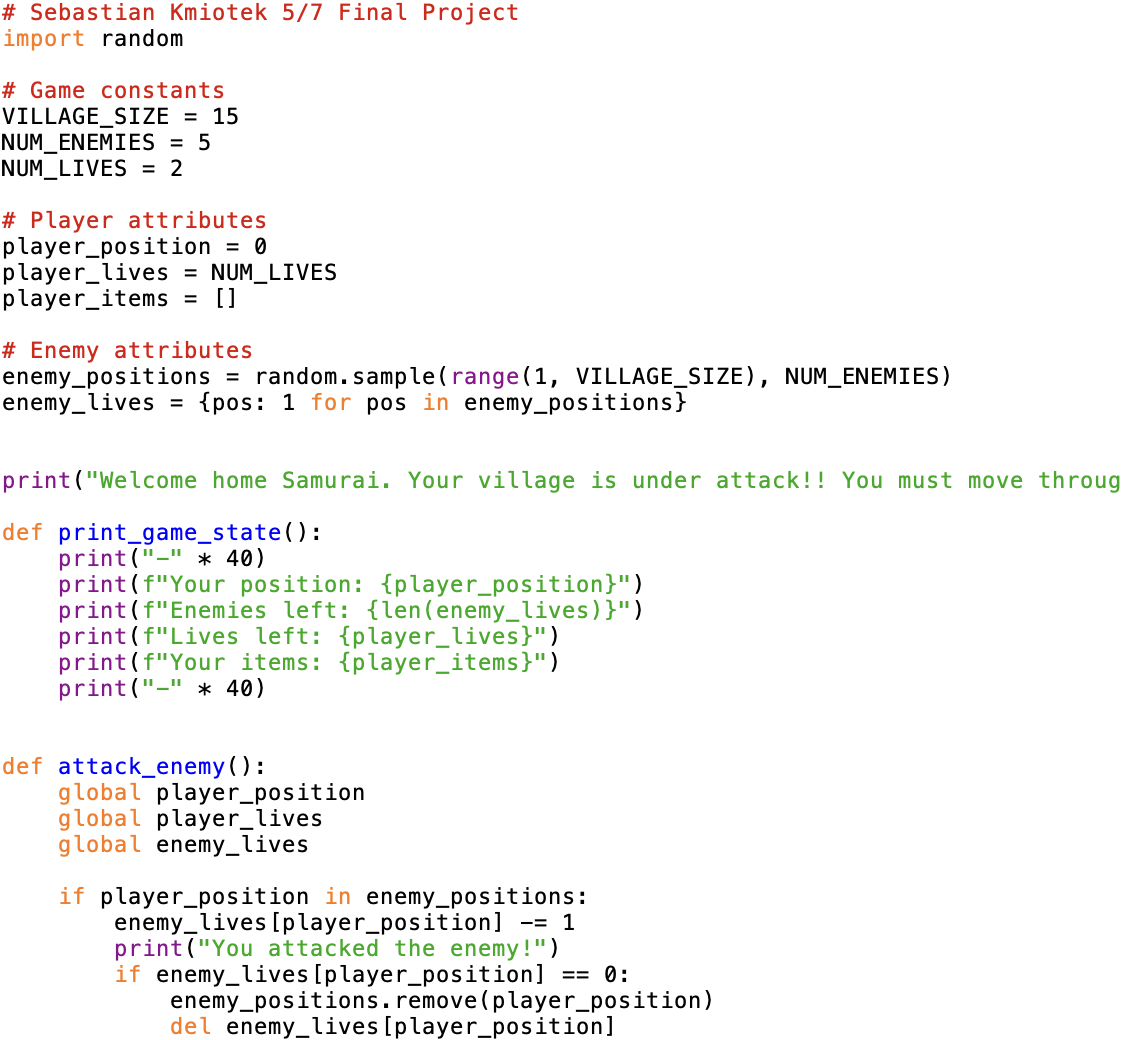 # Sebastian Kmiotek 5/7 Final Project
import random

# Game constants
VILLAGE_SIZE = 15
NUM_ENEMIES = 5
NUM_LIVES = 2

# Player attributes
player_position = 0
player_lives = NUM_LIVES
player_items = []

# Enemy attributes
enemy_positions = random.sample(range(1, VILLAGE_SIZE), NUM_ENEMIES)
enemy_lives = {pos: 1 for pos in enemy_positions}


print("Welcome home Samurai. Your village is under attack!! You must move throug

def print_game_state():
    print("-" * 40)
    print(f"Your position: {player_position}")
    print(f"Enemies left: {len(enemy_lives)}")
    print(f"Lives left: {player_lives}")
    print(f"Your items: {player_items}")
    print("-" * 40)


def attack_enemy():
    global player_position
    global player_lives
    global enemy_lives

    if player_position in enemy_positions:
        enemy_lives[player_position] -= 1
        print("You attacked the enemy!")
        if enemy_lives[player_position] == 0:
            enemy_positions.remove(player_position)
            del enemy_lives[player_position]